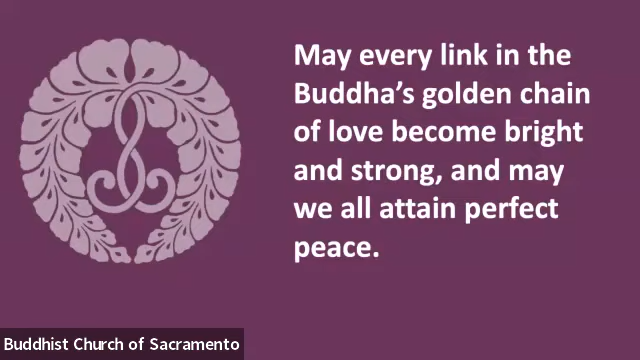 May every link in the
Buddha’s golden chain
of love become bright
and strong, and may
we all attain perfect
peace.
Buddhist Church of Sacramento